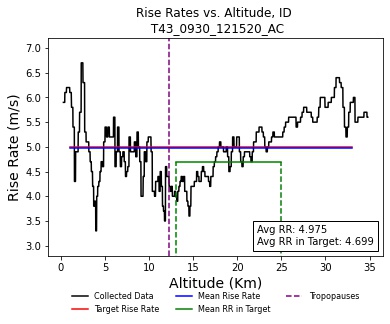 Rise Rates vs. Altitude, ID
T43_0930_121520_AC
Rise Rate (m/s)
7.0
6.5
6.0
5.5
5.0
4.5
4.0
3.5
3.0
Avg RR: 4.975
Avg RR in Target: 4.699
0 5 10 15 20 25 30 35
Altitude (Km)
Collected Data Mean Rise Rate Tropopauses
Target Rise Rate Mean RR in Target